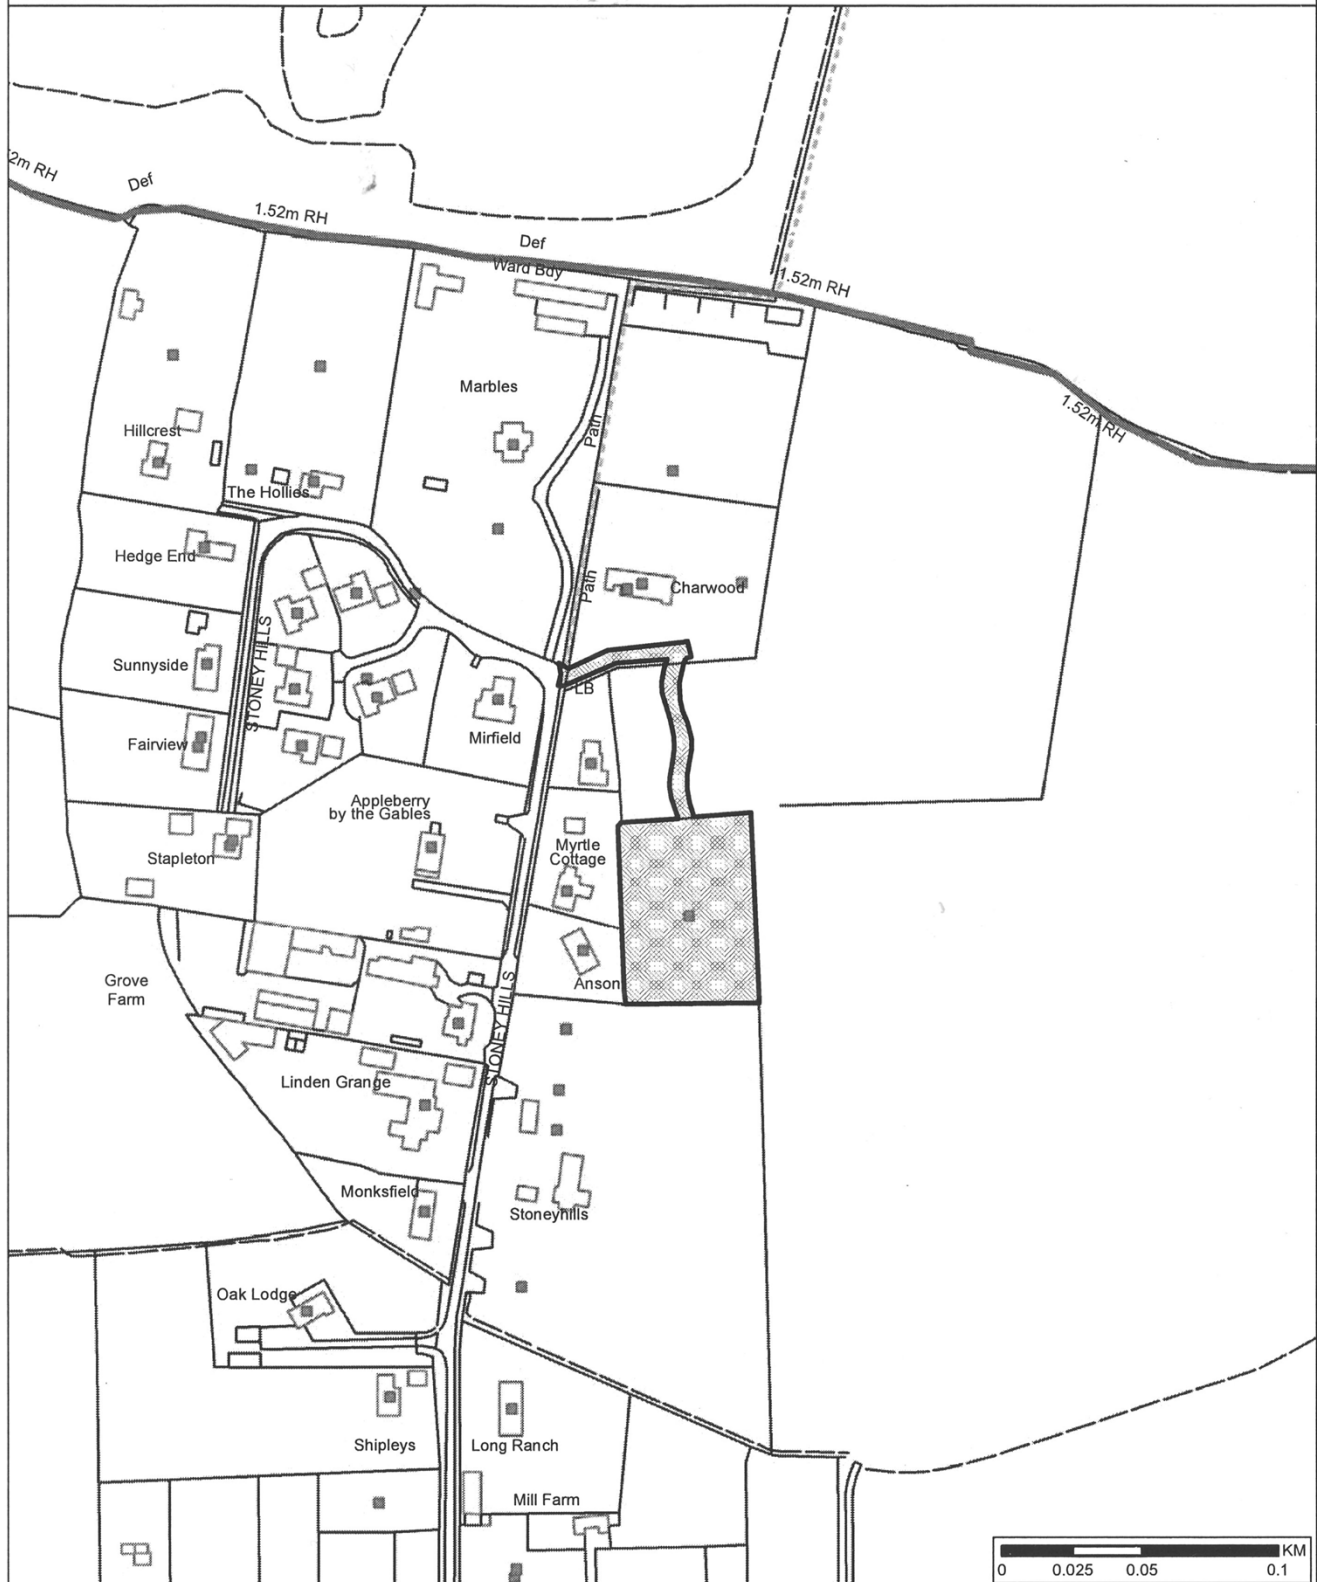 2m RH
Def
1.52m RH
Def
Ward Bdy
1.52m RH
1.52m RH
Marbles
Path
Hillcrest
The Hollies
Hedge End
Path
Charwood
STONEY HILLS
Sunnyside
LB
Fairview
Mirfield
Appleberry
by the Gables
Myrtle
Cottage
Stapleton
Grove
Farm
Anson
STONEY HILLS
Linden Grange
Monksfield
Stoneyhills
Oak Lodge
Shipleys
Long Ranch
Mill Farm
KM
0 0.025 0.05 0.1